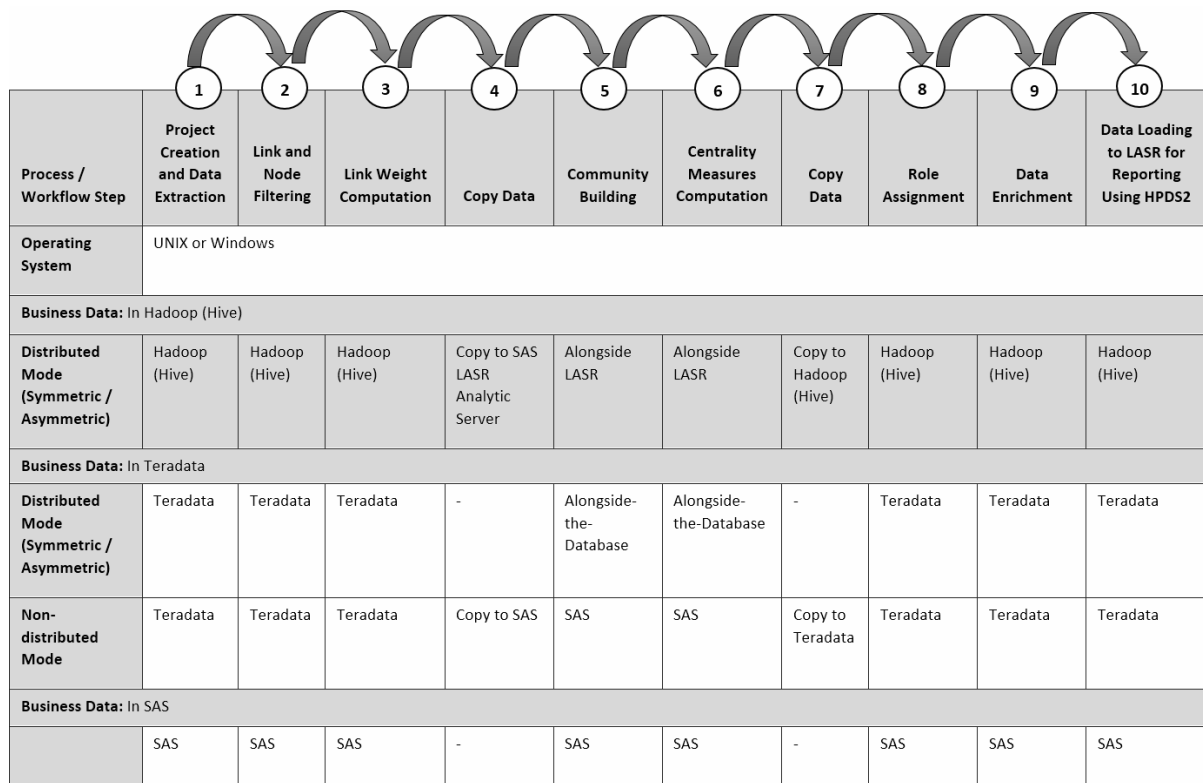 1 2 3 4 5 6 7 8 9 10
Process /
Workflow Step
Project
Creation
and Data
Extraction
Link and
Node
Filtering
Link Weight
Computation
Copy Data
Community
Building
Centrality
Measures
Computation
Copy
Data
Role
Assignment
Data
Enrichment
Data Loading
to LASR for
Reporting
Using HPDS2
Operating
System
UNIX or Windows
Business Data: In Hadoop (Hive)
Distributed
Mode
(Symmetric /
Asymmetric)
Hadoop
(Hive)
Hadoop
(Hive)
Hadoop
(Hive)
Copy to SAS
LASR
Analytic
Server
Alongside
LASR
Alongside
LASR
Copy to
Hadoop
(Hive)
Hadoop
(Hive)
Hadoop
(Hive)
Hadoop
(Hive)
Business Data: In Teradata
Distributed
Mode
(Symmetric /
Asymmetric)
Teradata
Teradata
Teradata
-
Alongside-
the-
Database
Alongside-
the-Database
-
Teradata
Teradata
Teradata
Non-
distributed
Mode
Teradata
Teradata
Teradata
Copy to SAS
SAS
SAS
Copy to
Teradata
Teradata
Teradata
Teradata
Business Data: In SAS
SAS
SAS
SAS
-
SAS
SAS
-
SAS
SAS
SAS